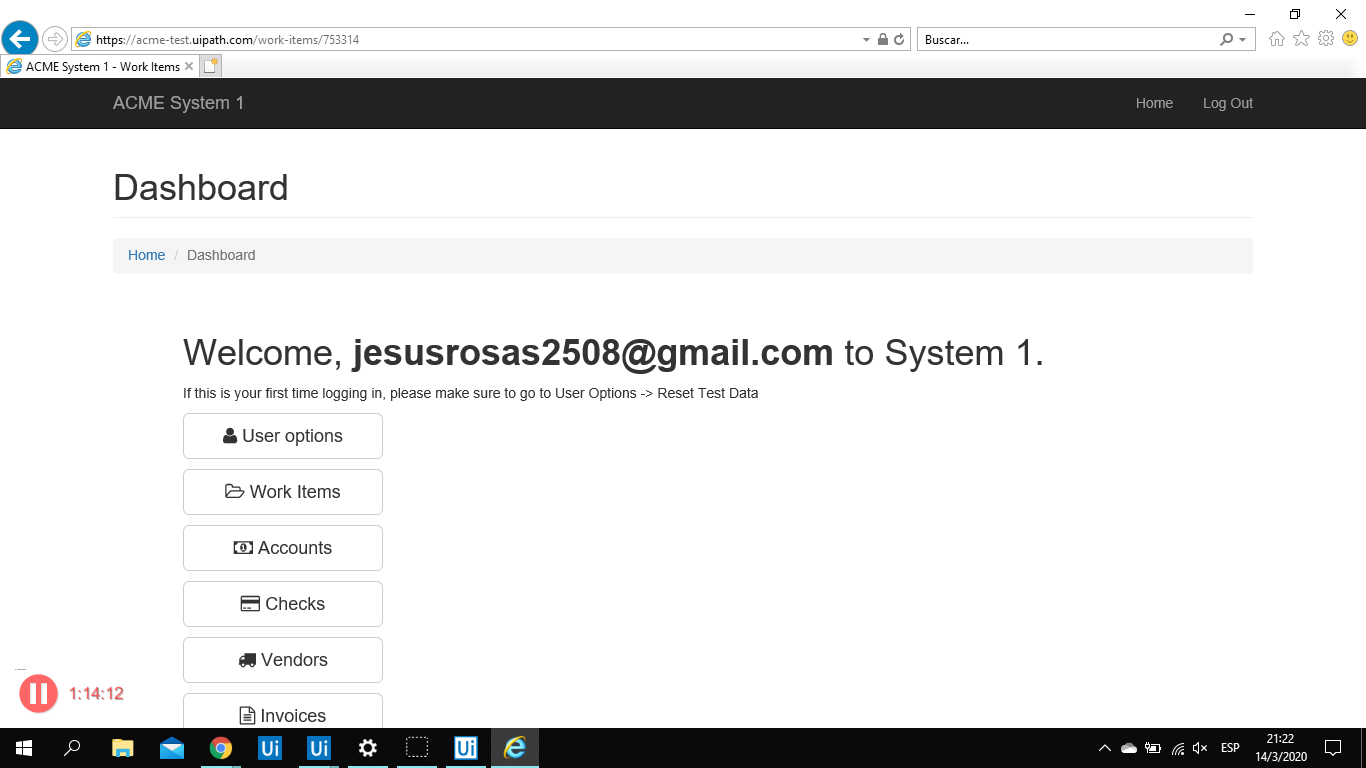 https://acme-test.uipath.com/work-items/753314
Buscar...
ACME System 1 - Work Items
ACME System 1
Home
Log Out
Dashboard
Home / Dashboard
Welcome, jesusrosas2508@gmail.com to System 1.
If this is your first time logging in, please make sure to go to User Options -> Reset Test Data
User options
Work Items
Accounts
Checks
Vendors
Invoices
1:14:12
Ui
Ui
Ui
ESP
21:22
14/3/2020